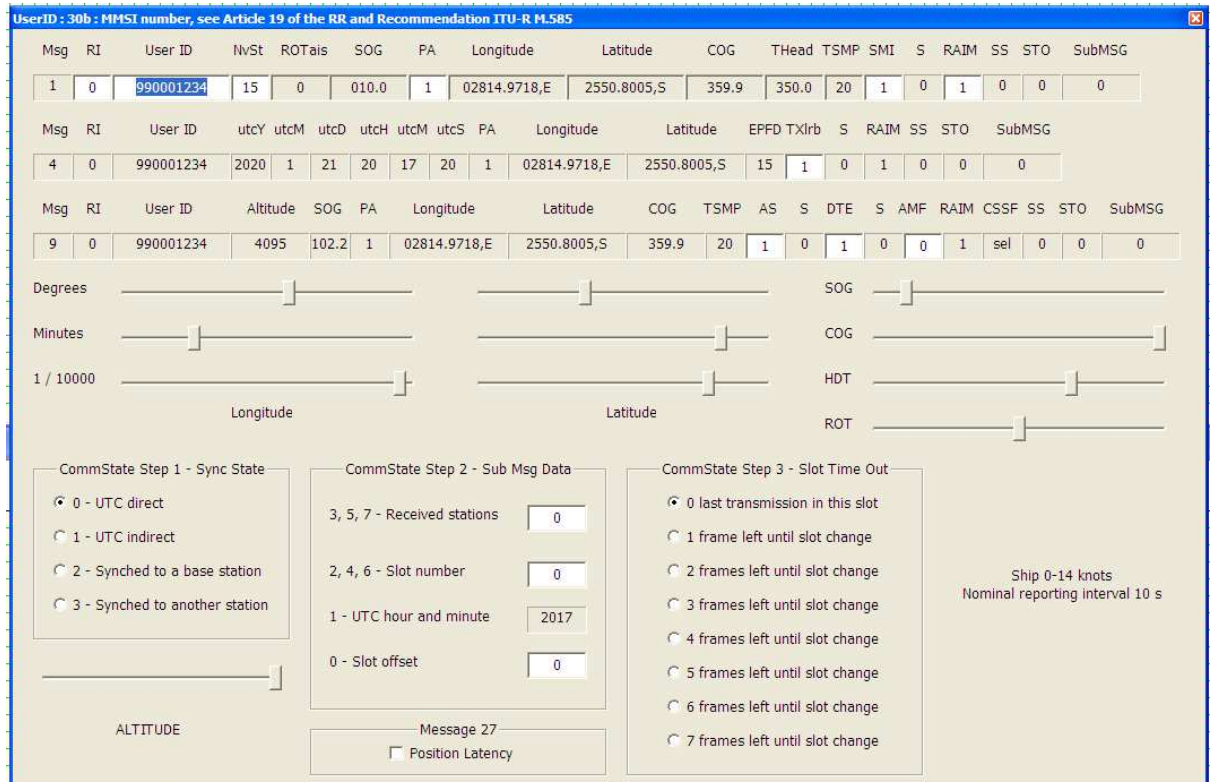 UserID : 30b : MMSI number, see Article 19 of the RR and Recommendation ITU-R M.585
Msg RI User ID NvSt ROTais SOG PA Longitude Latitude COG THead TSMP SMI S RAIM SS STO SubMSG
1 0 990001234 15 0 010.0 1 02814.9718,E 2550.8005,S 359.9 350.0 20 1 0 1 0 0 0
Msg RI User ID utcY utcM utcD utcH utcM utcS PA Longitude Latitude EPFD TXlrb S RAIM SS STO SubMSG
4 0 990001234 2020 1 21 20 17 20 1 02814.9718,E 2550.8005,S 15 1 0 1 0 0 0
Msg RI User ID Altitude SOG PA Longitude Latitude COG TSMP AS S DTE S AMF RAIM CSSF SS STO SubMSG
9 0 990001234 4095 102.2 1 02814.9718,E 2550.8005,S 359.9 20 1 0 1 0 0 1 sel 0 0 0
Degrees SOG
Minutes COG
1 / 10000 HDT
Longitude Latitude
ROT
CommState Step 1 - Sync State
0 - UTC direct
1 - UTC indirect
2 - Synched to a base station
3 - Synched to another station
ALTITUDE
CommState Step 2 - Sub Msg Data
3, 5, 7 - Received stations 0
2, 4, 6 - Slot number 0
1 - UTC hour and minute 2017
0 - Slot offset 0
Message 27
Position Latency
CommState Step 3 - Slot Time Out
0 last transmission in this slot
1 frame left until slot change
2 frames left until slot change
3 frames left until slot change
4 frames left until slot change
5 frames left until slot change
6 frames left until slot change
7 frames left until slot change
Ship 0-14 knots
Nominal reporting interval 10 s